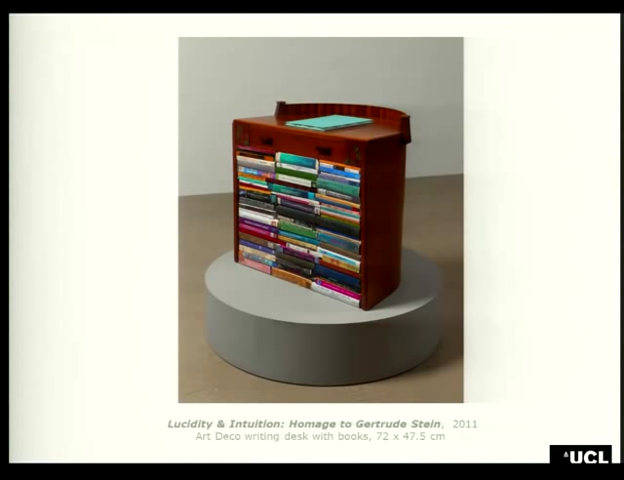 Lucidity & Intuition: Homage to Gertrude Stein, 2011
Art Deco writing desk with books, 72 x 47.5 cm
UCL